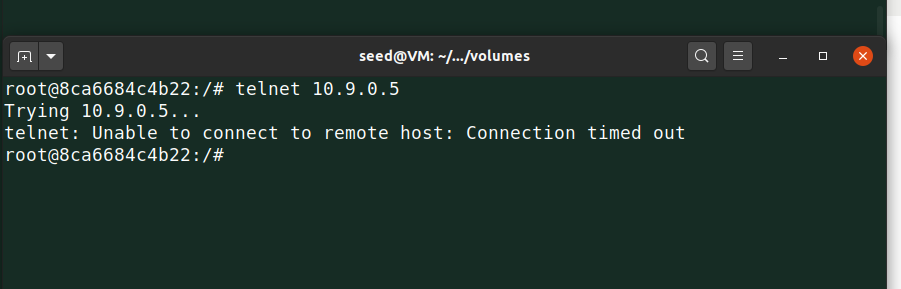 seed@VM: ~/.../volumes
root@8ca6684c4b22:/# telnet 10.9.0.5
Trying 10.9.0.5...
telnet: Unable to connect to remote host: Connection timed out
root@8ca6684c4b22:/#